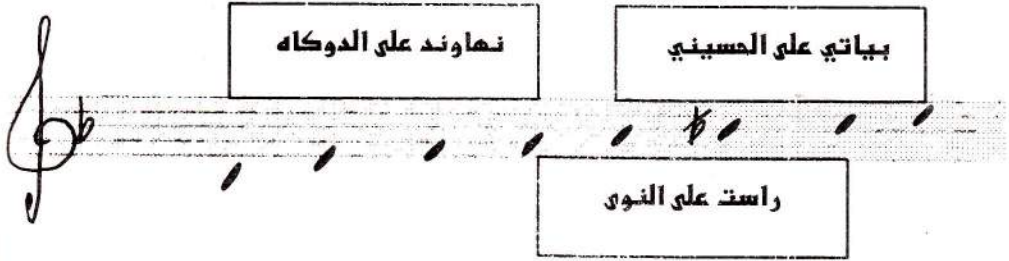 بياتي على الحسيني
نهاوند على الدوكاه
راست على النوى